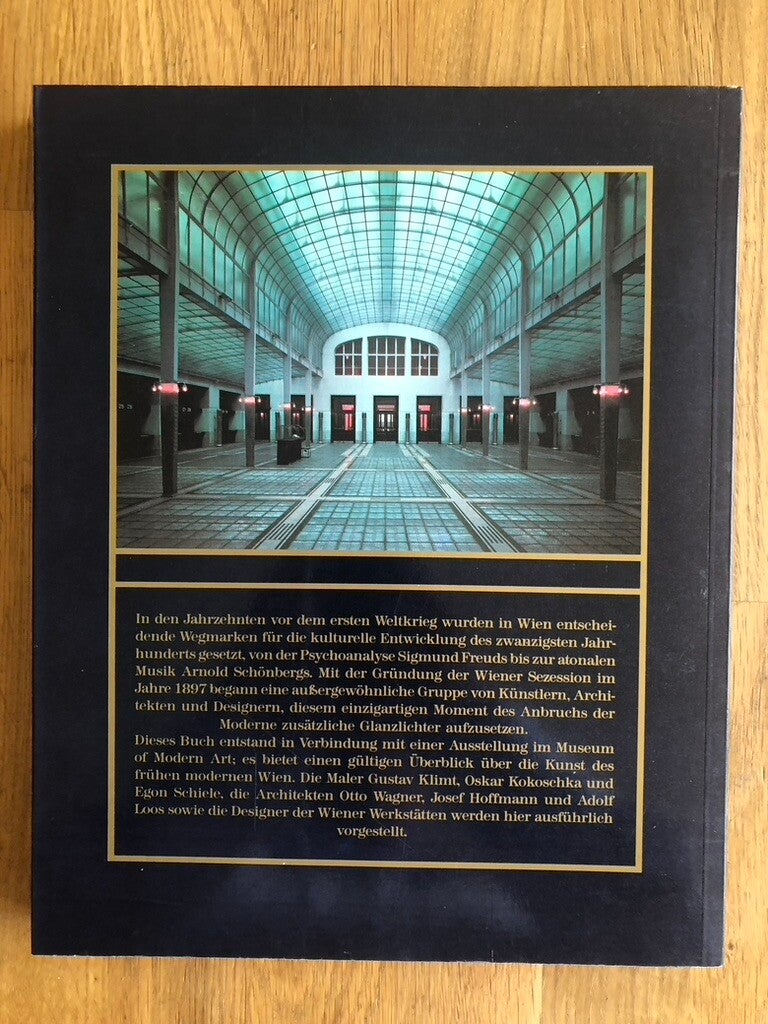 In den Jahrzehnten vor dem ersten Weltkrieg wurden in Wien entschei-
dende Wegmarken für die kulturelle Entwicklung des zwanzigsten Jahr-
hunderts gesetzt, von der Psychoanalyse Sigmund Freuds bis zur atonalen
Musik Arnold Schönbergs. Mit der Gründung der Wiener Sezession im
Jahre 1897 begann eine außergewöhnliche Gruppe von Künstlern, Archi-
tekten und Designern, diesem einzigartigen Moment des Anbruchs der
Moderne zusätzliche Glanzlichter aufzusetzen.
Dieses Buch entstand in Verbindung mit einer Ausstellung im Museum
of Modern Art; es bietet einen gültigen Überblick über die Kunst des
frühen modernen Wien. Die Maler Gustav Klimt, Oskar Kokoschka und
Egon Schiele, die Architekten Otto Wagner, Josef Hoffmann und Adolf
Loos sowie die Designer der Wiener Werkstätten werden hier ausführlich
vorgestellt.